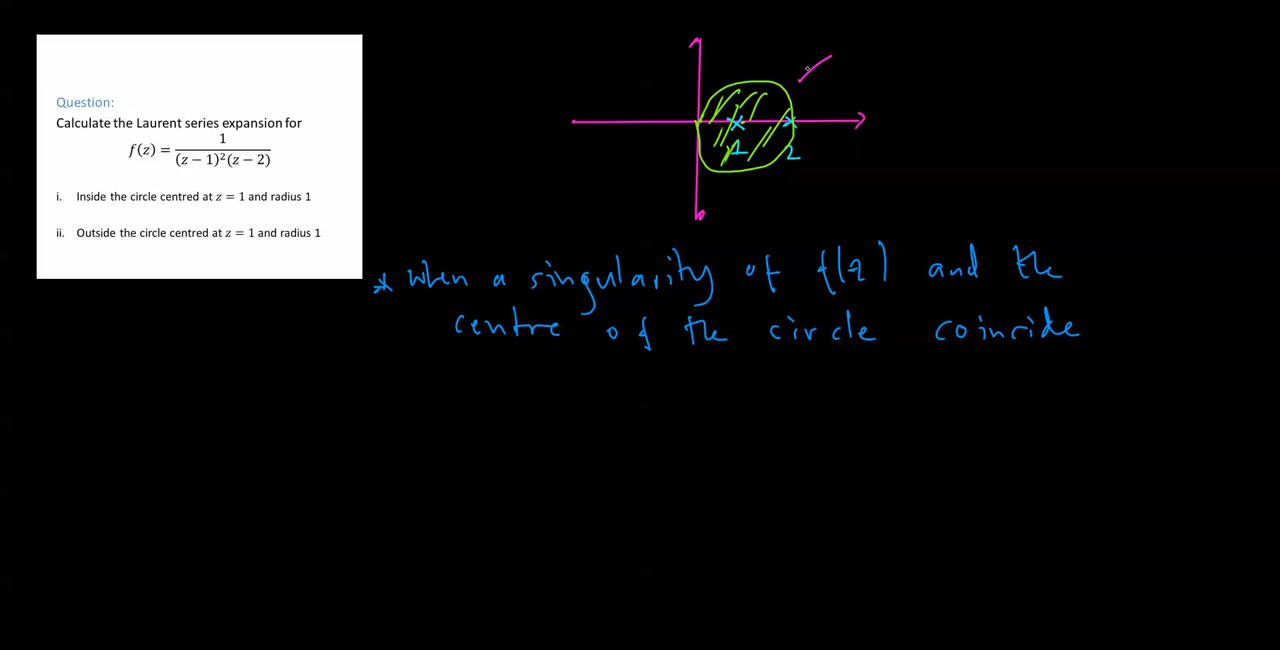 Question:
Calculate the Laurent series expansion for
f(z) = 1 / (z − 1)²(z − 2)
i. Inside the circle centred at z = 1 and radius 1
ii. Outside the circle centred at z = 1 and radius 1
1 2
* When a singularity of f(z) and the
centre of the circle coincide